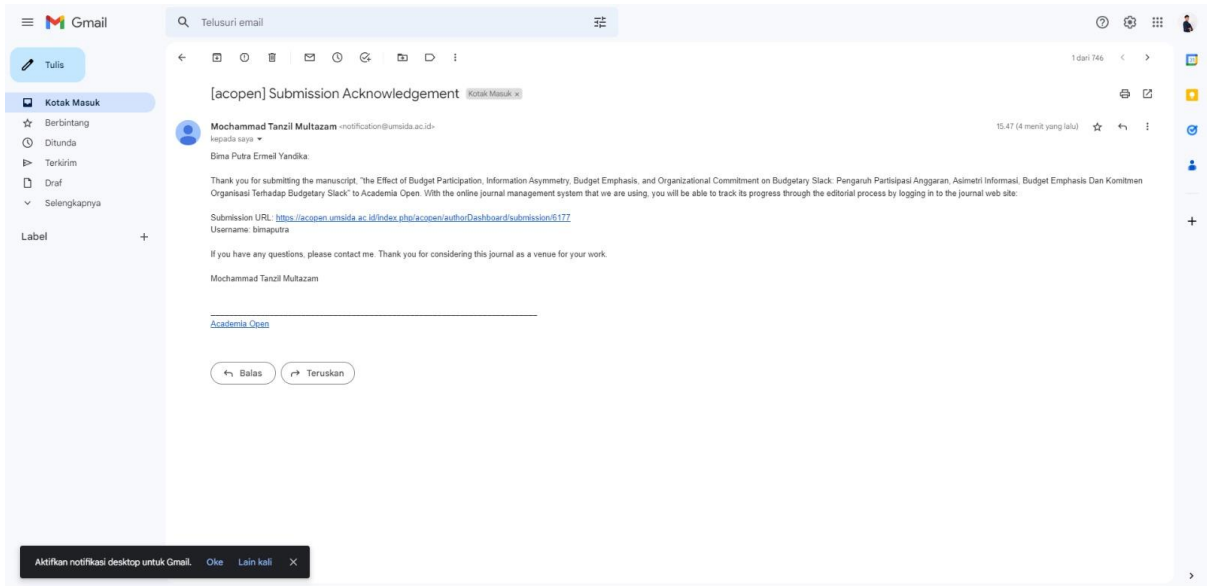 Gmail
Telusuri email
Tulis
1 dari 746
Kotak Masuk
Berbintang
Ditunda
Terkirim
Draf
Selengkapnya
Label
[acopen] Submission Acknowledgement Kotak Masuk ×
Mochammad Tanzil Multazam <notification@umsida.ac.id>
15.47 (4 menit yang lalu)
kepada saya
Bima Putra Ermeil Yandika:
Thank you for submitting the manuscript, "the Effect of Budget Participation, Information Asymmetry, Budget Emphasis, and Organizational Commitment on Budgetary Slack: Pengaruh Partisipasi Anggaran, Asimetri Informasi, Budget Emphasis Dan Komitmen
Organisasi Terhadap Budgetary Slack" to Academia Open. With the online journal management system that we are using, you will be able to track its progress through the editorial process by logging in to the journal web site:
Submission URL: https://acopen.umsida.ac.id/index.php/acopen/authorDashboard/submission/6177
Username: bimaputra
If you have any questions, please contact me. Thank you for considering this journal as a venue for your work.
Mochammad Tanzil Multazam
Academia Open
Balas
Teruskan
Aktifkan notifikasi desktop untuk Gmail. Oke Lain kali